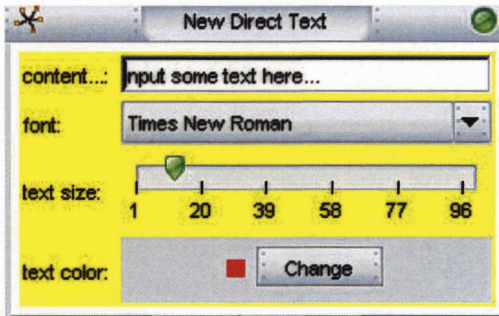 New Direct Text
content...: nput some text here...
font: Times New Roman
text size:
1 20 39 58 77 96
text color: Change